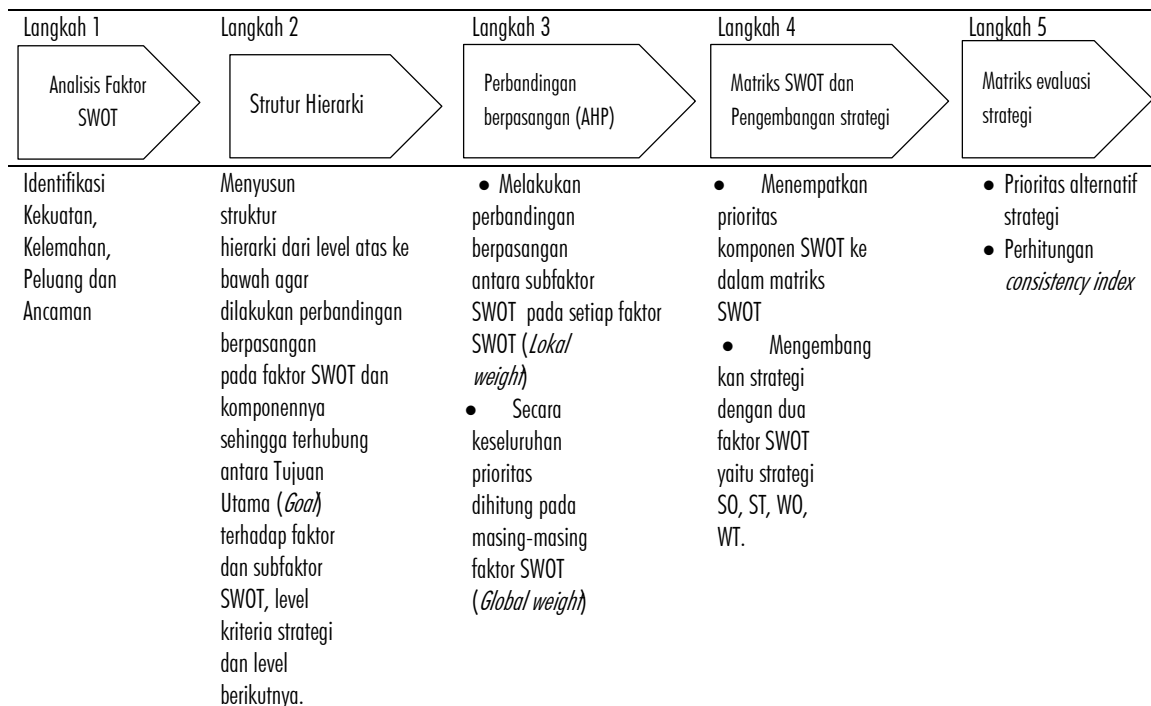 Langkah 1
Langkah 2
Langkah 3
Langkah 4
Langkah 5
Analisis Faktor
SWOT
Strutur Hierarki
Perbandingan
berpasangan (AHP)
Matriks SWOT dan
Pengembangan strategi
Matriks evaluasi
strategi
Identifikasi
Kekuatan,
Kelemahan,
Peluang dan
Ancaman
Menyusun
struktur
hierarki dari level atas ke
bawah agar
dilakukan perbandingan
berpasangan
pada faktor SWOT dan
komponennya
sehingga terhubung
antara Tujuan
Utama (Goal)
terhadap faktor
dan subfaktor
SWOT, level
kriteria strategi
dan level
berikutnya.
• Melakukan
perbandingan
berpasangan
antara subfaktor
SWOT pada setiap faktor
SWOT (Lokal
weight)
• Secara
keseluruhan
prioritas
dihitung pada
masing-masing
faktor SWOT
(Global weight)
• Menempatkan
prioritas
komponen SWOT ke
dalam matriks
SWOT
• Mengembang
kan strategi
dengan dua
faktor SWOT
yaitu strategi
SO, ST, WO,
WT.
• Prioritas alternatif
strategi
• Perhitungan
consistency index